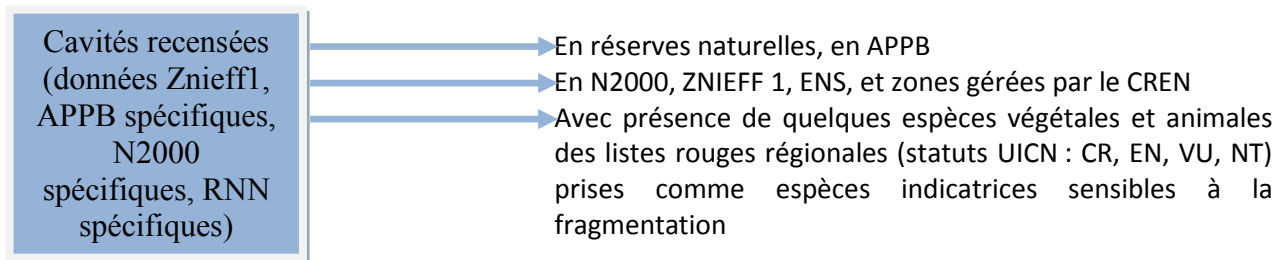 Cavités recensées
(données Znieff1,
APPB spécifiques,
N2000
spécifiques, RNN
spécifiques)
En réserves naturelles, en APPB
En N2000, ZNIEFF 1, ENS, et zones gérées par le CREN
Avec présence de quelques espèces végétales et animales
des listes rouges régionales (statuts UICN : CR, EN, VU, NT)
prises comme espèces indicatrices sensibles à la
fragmentation